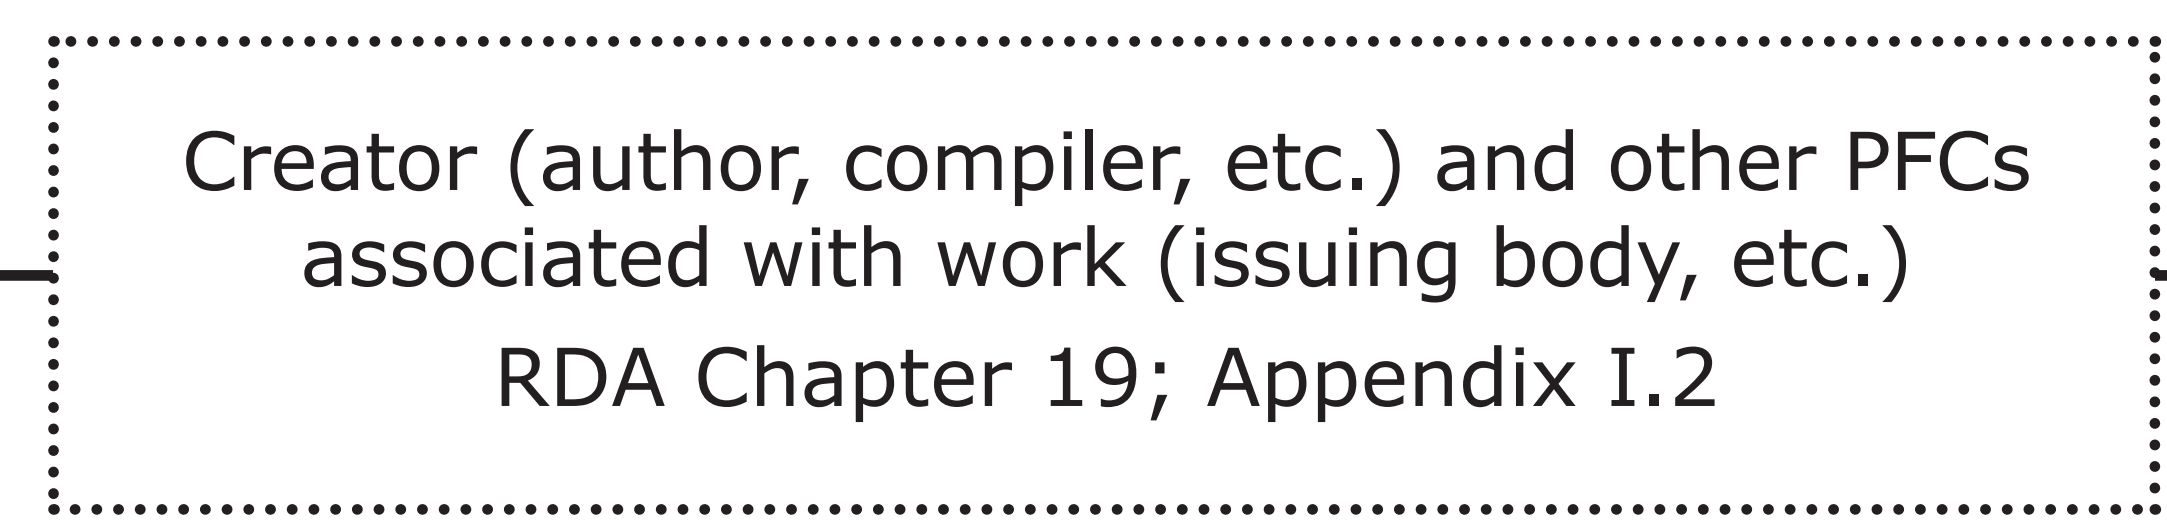 Creator (author, compiler, etc.) and other PFCs
associated with work (issuing body, etc.)
RDA Chapter 19; Appendix I.2